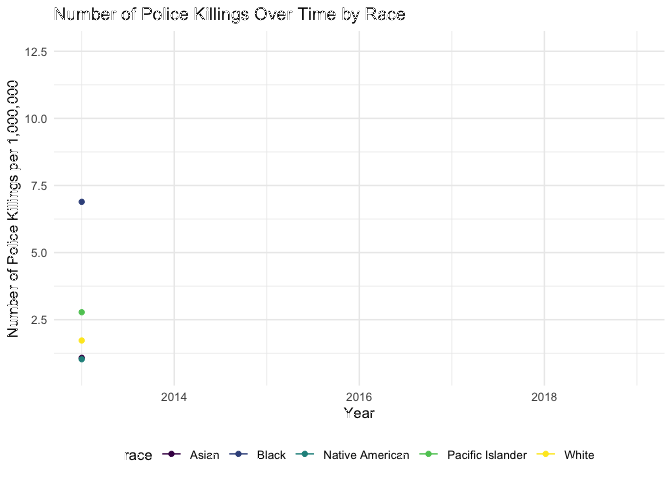 Number of Police Killings Over Time by Race
Number of Police Killings per 1,000,000
12.5
10.0
7.5
5.0
2.5
2014 2016 2018
Year
race Asian Black Native American Pacific Islander White